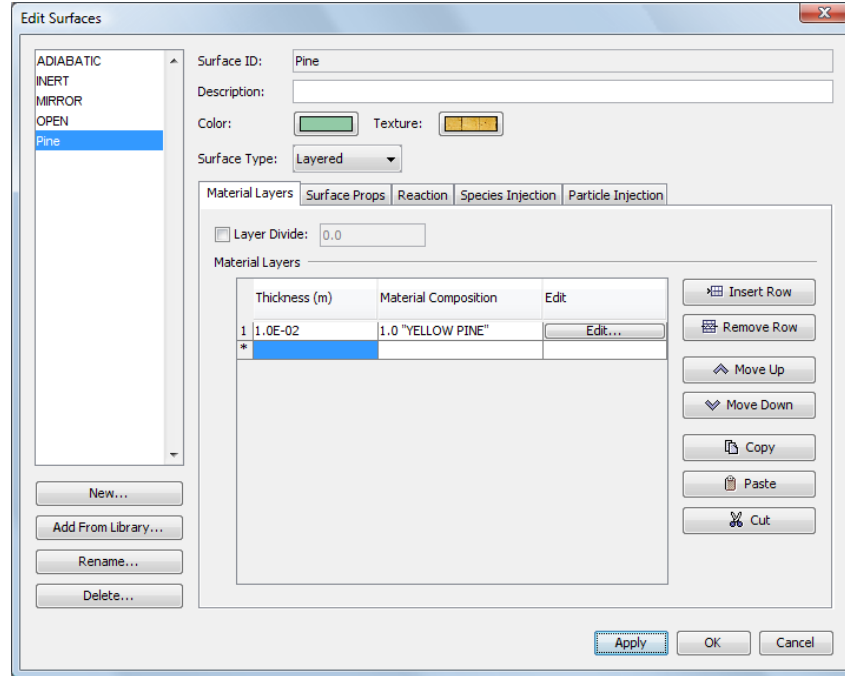 Edit Surfaces
ADIABATIC
INERT
MIRROR
OPEN
Pine
New...
Add From Library...
Rename...
Delete...
Surface ID: Pine
Description:
Color: Texture:
Surface Type: Layered
Material Layers Surface Props Reaction Species Injection Particle Injection
Layer Divide: 0.0
Material Layers
Thickness (m) Material Composition Edit
1 1.0E-02 1.0 "YELLOW PINE" Edit...
*
Insert Row
Remove Row
Move Up
Move Down
Copy
Paste
Cut
Apply OK Cancel